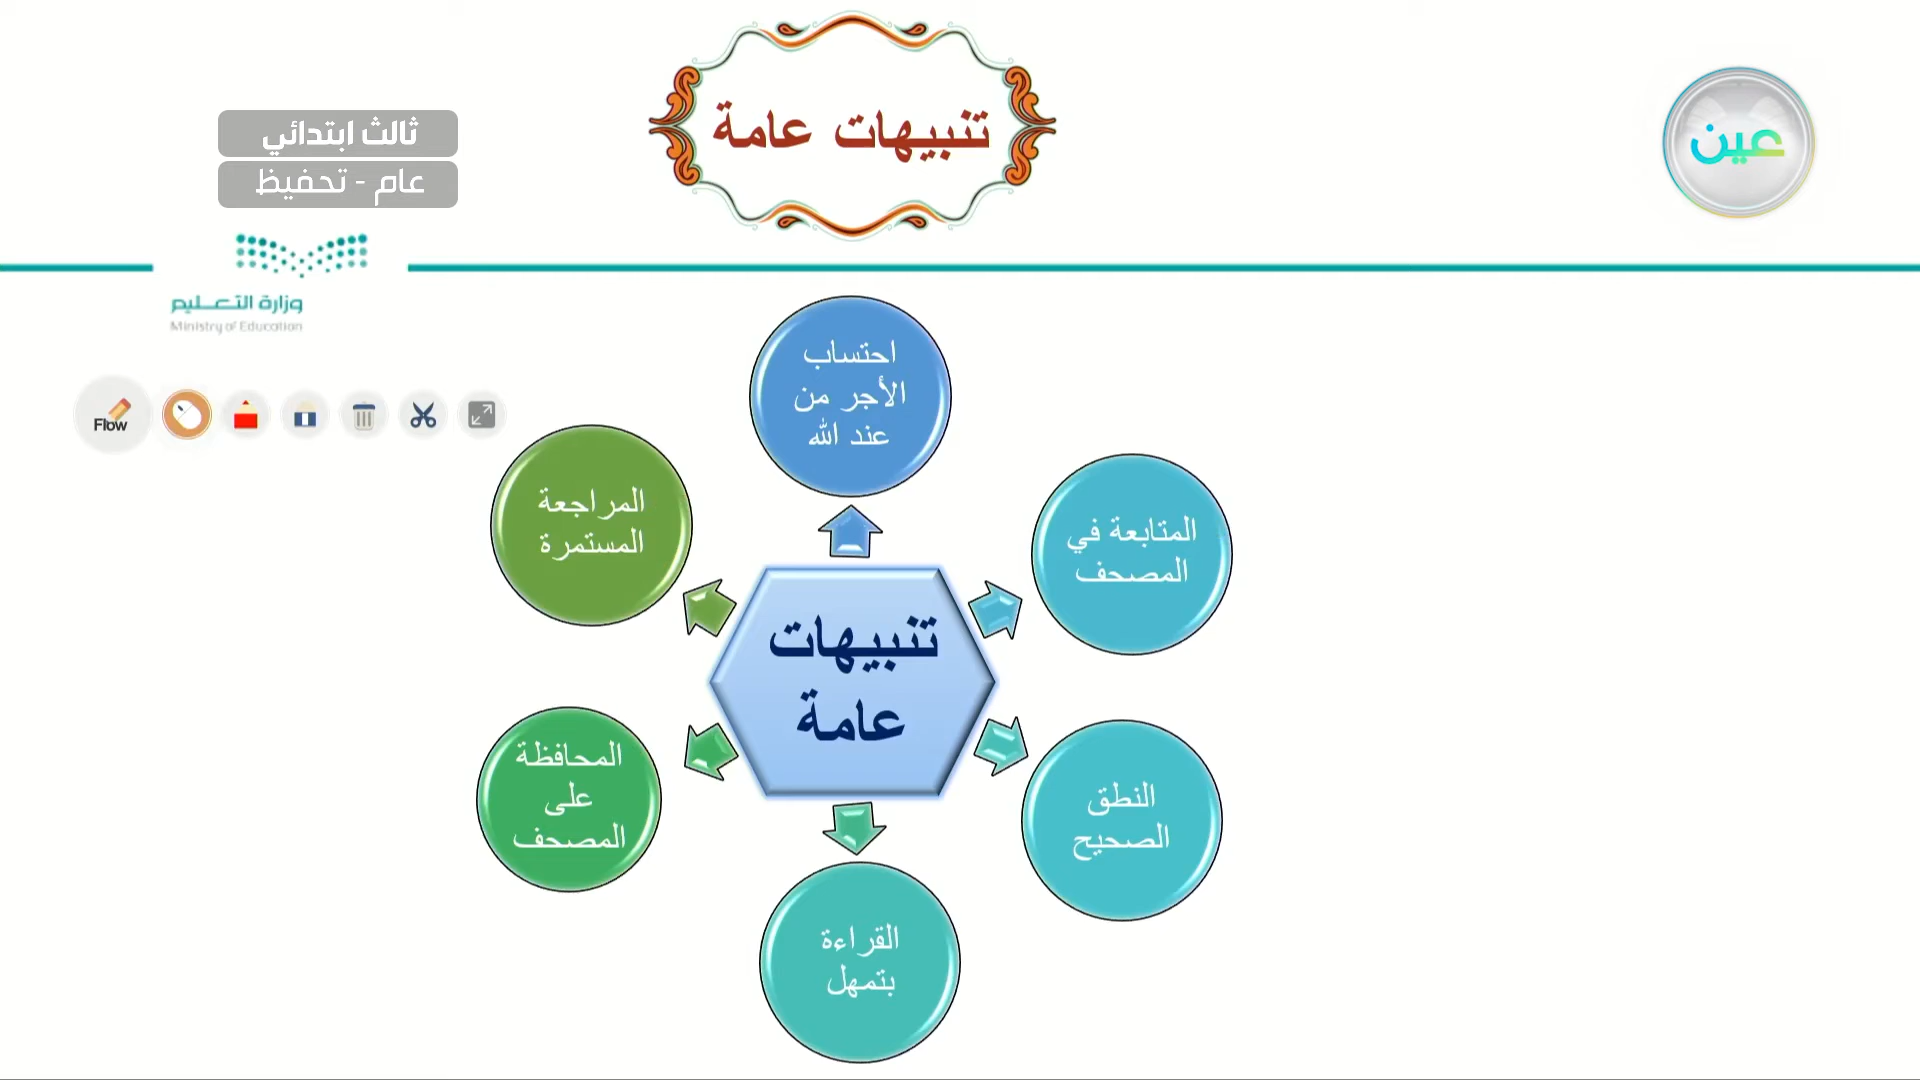 تنبيهات عامة
عين
ثالث ابتدائي
عام - تحفيظ
وزارة التعليم
Ministry of Education
Flow
احتساب
الأجر من
عند الله
المتابعة في
المصحف
النطق
الصحيح
القراءة
بتمهل
المحافظة
على
المصحف
المراجعة
المستمرة
تنبيهات
عامة